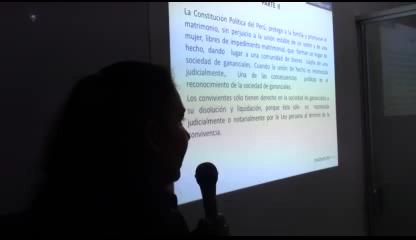 PARTE II
La Constitución Política del Perú, protege a la familia y promueve el
matrimonio, sin perjuicio a la unión estable de un varón y una
mujer, libres de impedimento matrimonial, que forman un hogar de
hecho, dando lugar a una comunidad de bienes sujeta de una
sociedad de gananciales. Cuando la unión de hecho es reconocida
judicialmente,. Una de las consecuencias jurídicas es el
reconocimiento de la sociedad de gananciales.
Los convivientes sólo tienen derecho en la sociedad de gananciales a
su disolución y liquidación, porque ésta sólo es reconocida
judicialmente o notarialmente por le Ley peruana al término de la
convivencia.